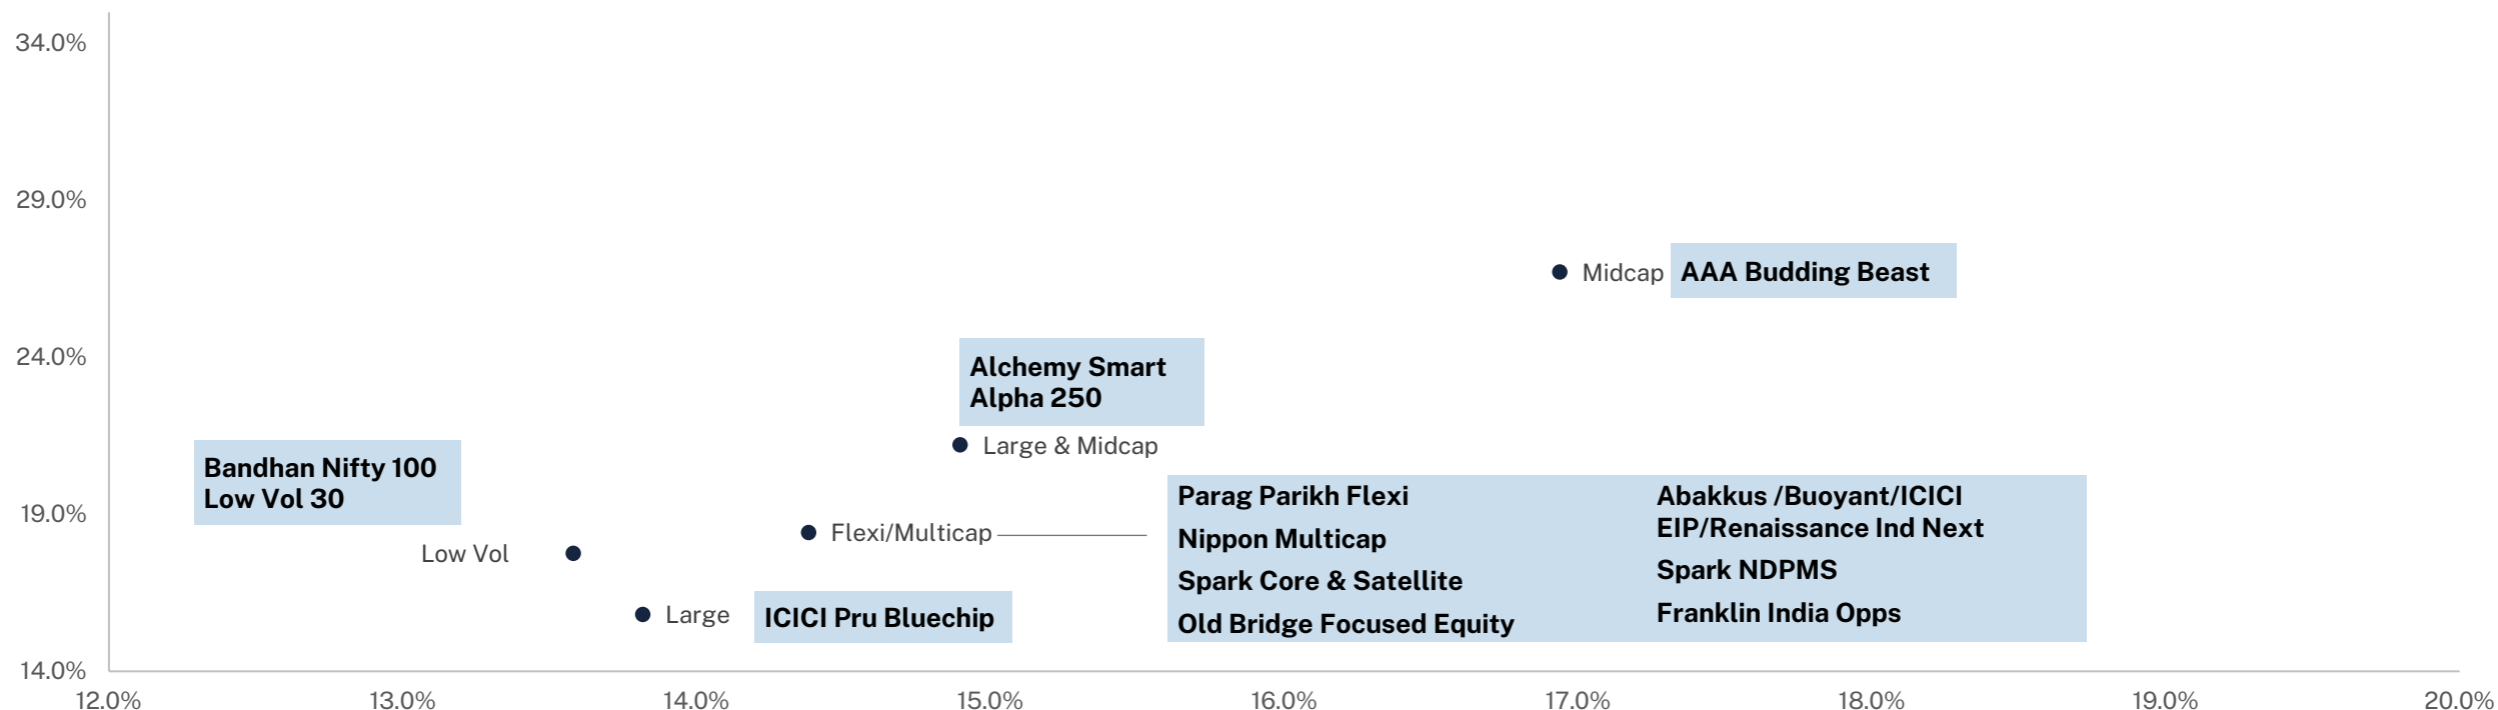 34.0%
29.0%
24.0%
19.0%
14.0%
Midcap
AAA Budding Beast
Alchemy Smart
Alpha 250
Large & Midcap
Bandhan Nifty 100
Low Vol 30
Low Vol
Flexi/Multicap
Large
ICICI Pru Bluechip
Parag Parikh Flexi
Nippon Multicap
Spark Core & Satellite
Old Bridge Focused Equity
Abakkus /Buoyant/ICICI
EIP/Renaissance Ind Next
Spark NDPMS
Franklin India Opps
12.0%
13.0%
14.0%
15.0%
16.0%
17.0%
18.0%
19.0%
20.0%